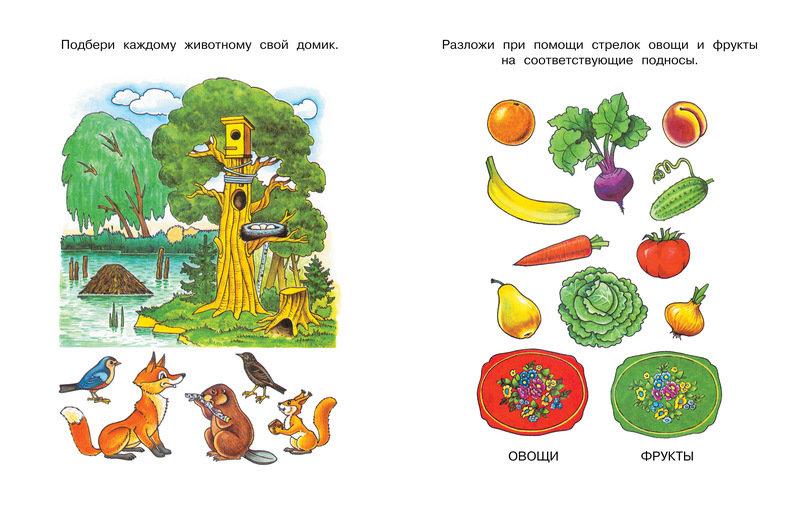 Подбери каждому животному свой домик.
Разложи при помощи стрелок овощи и фрукты
на соответствующие подносы.
ОВОЩИ
ФРУКТЫ